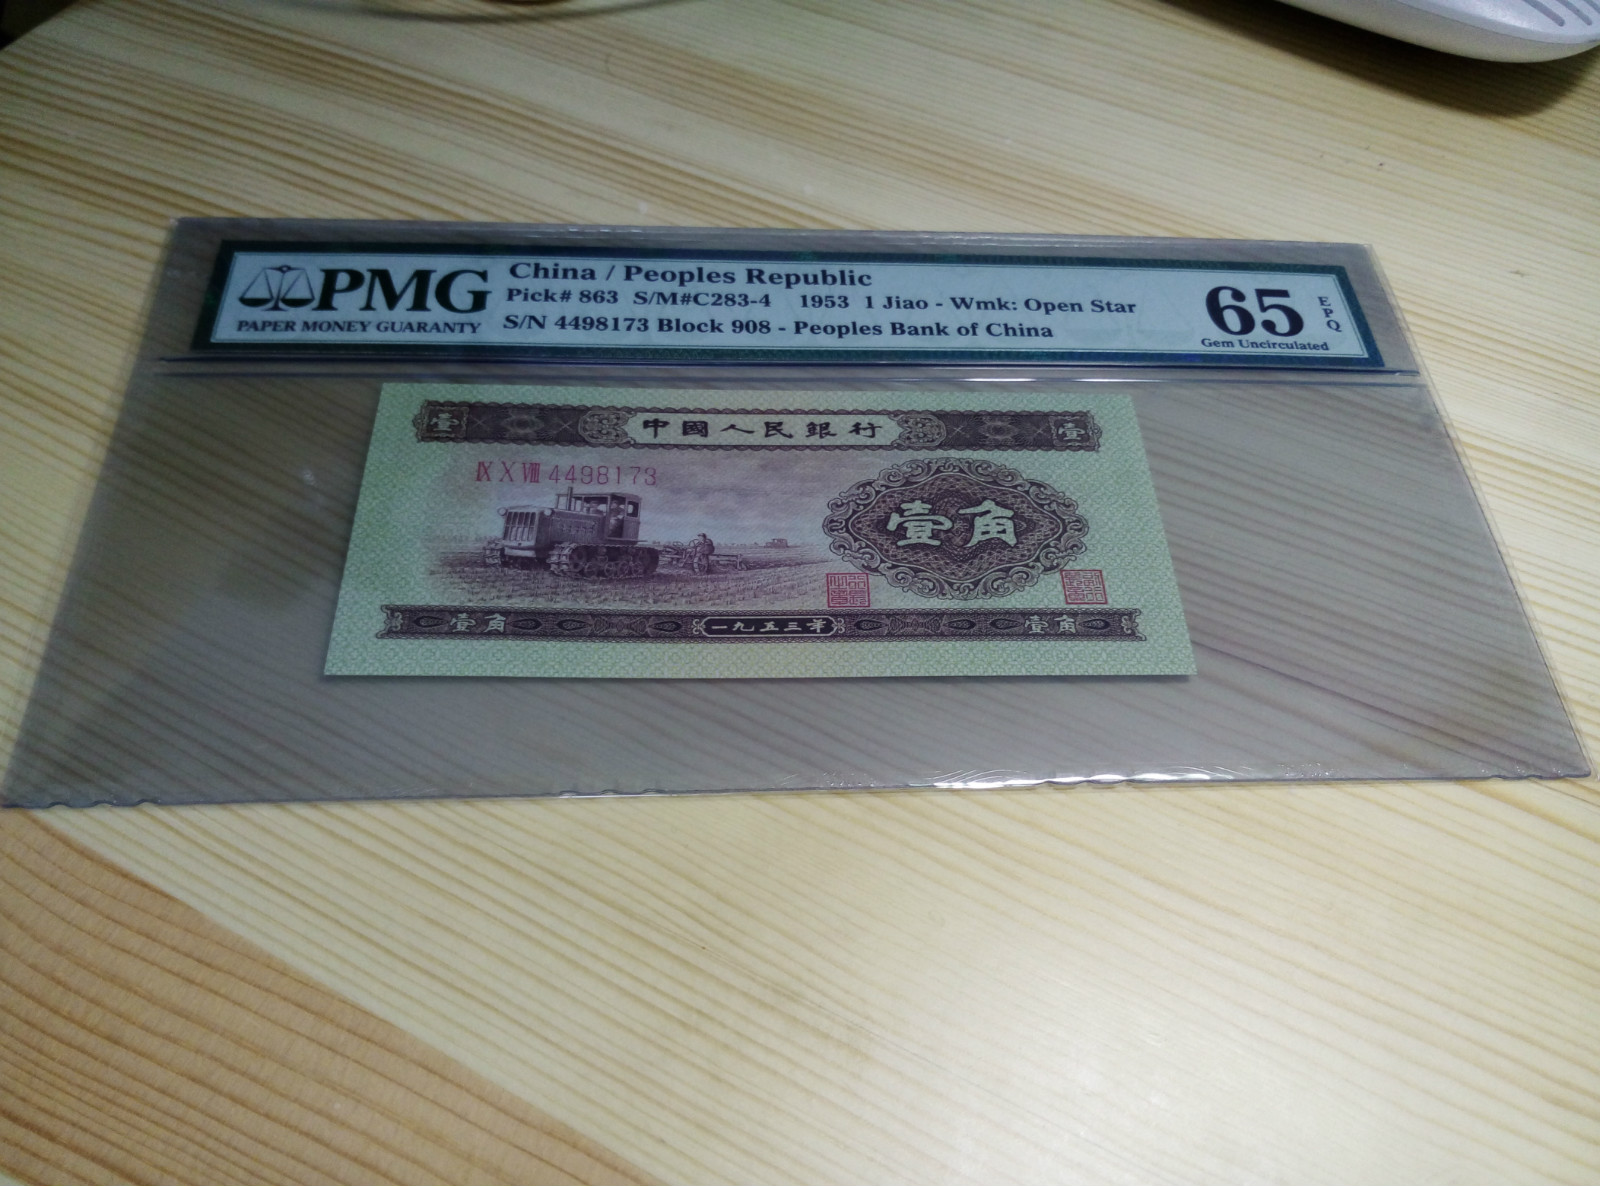 PMG
PAPER MONEY GUARANTY
China / Peoples Republic
Pick# 863 S/M#C283-4 1953 1 Jiao - Wmk: Open Star
S/N 4498173 Block 908 - Peoples Bank of China
65 EPQ
Gem Uncirculated
壹 中國人民銀行 壹
IX X VIII 4498173
壹角
壹角 一九五三年 壹角